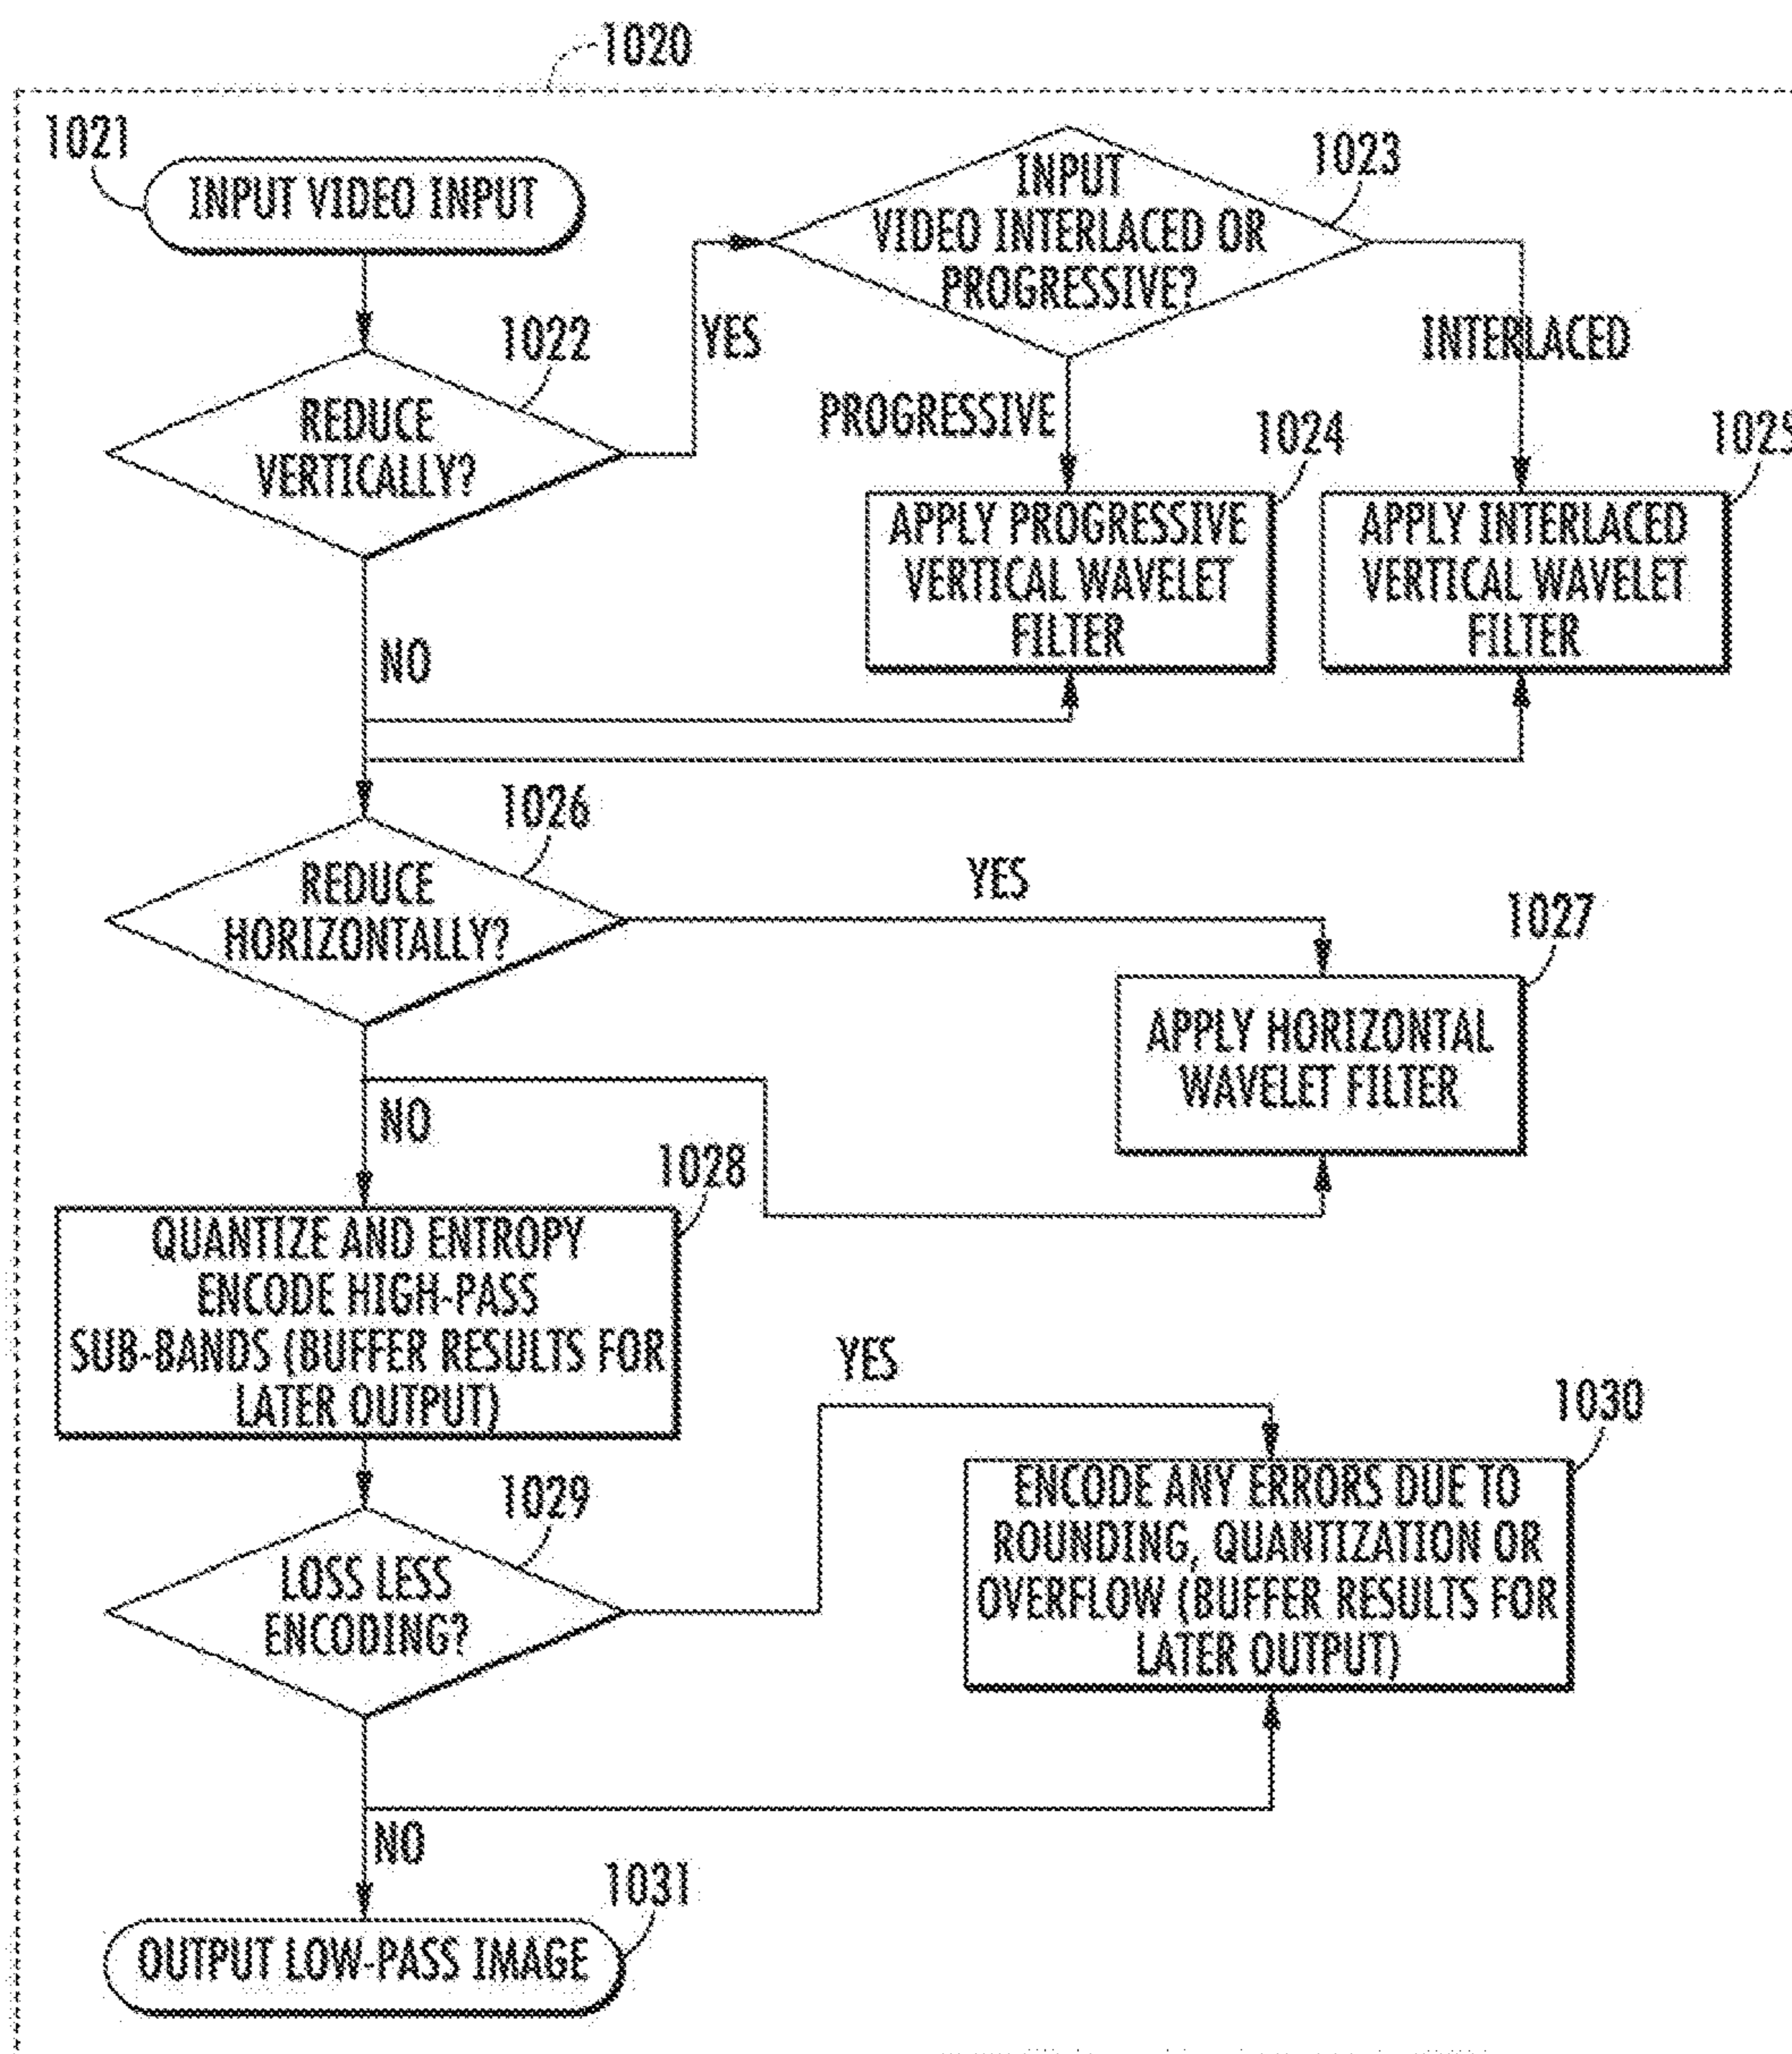 1020
1021
INPUT VIDEO INPUT
INPUT
VIDEO INTERLACED OR
PROGRESSIVE?
1023
1022
REDUCE
VERTICALLY?
YES
INTERLACED
PROGRESSIVE
1024
1025
APPLY PROGRESSIVE
VERTICAL WAVELET
FILTER
APPLY INTERLACED
VERTICAL WAVELET
FILTER
NO
1026
REDUCE
HORIZONTALLY?
YES
1027
APPLY HORIZONTAL
WAVELET FILTER
NO
1028
QUANTIZE AND ENTROPY
ENCODE HIGH-PASS
SUB-BANDS (BUFFER RESULTS FOR
LATER OUTPUT)
YES
1030
1029
LOSS LESS
ENCODING?
ENCODE ANY ERRORS DUE TO
ROUNDING, QUANTIZATION OR
OVERFLOW (BUFFER RESULTS FOR
LATER OUTPUT)
NO
1031
OUTPUT LOW-PASS IMAGE